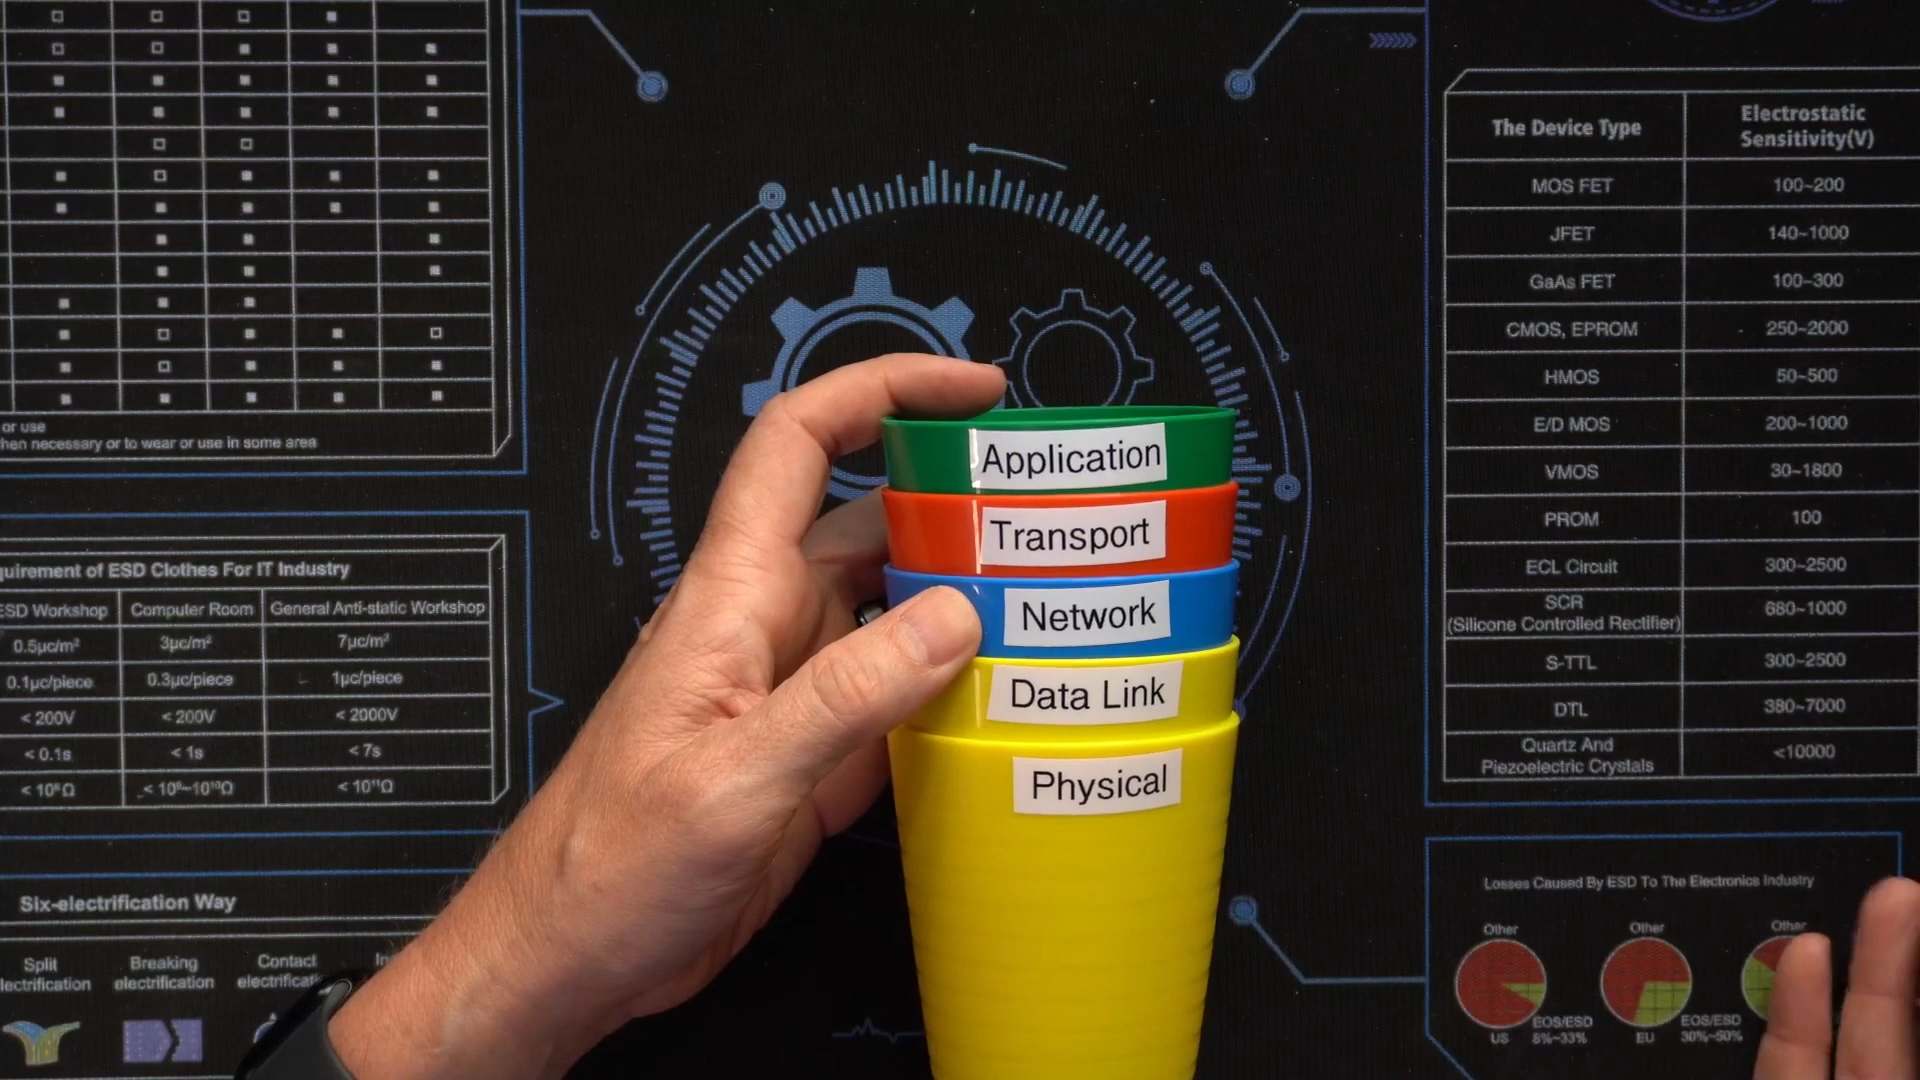 or use
hen necessary or to wear or use in some area
quirement of ESD Clothes For IT Industry
ESD Workshop Computer Room General Anti-static Workshop
0.5μc/m² 3μc/m² 7μc/m²
0.1μc/piece 0.3μc/piece 1μc/piece
< 200V < 200V < 2000V
< 0.1s < 1s < 7s
Six-electrification Way
Split Breaking Contact
lectrification electrification
Application
Transport
Network
Data Link
Physical
The Device Type Electrostatic
Sensitivity(V)
MOS FET 100~200
JFET 140~1000
GaAs FET 100~300
CMOS, EPROM 250~2000
HMOS 50~500
E/D MOS 200~1000
VMOS 30~1800
PROM 100
ECL Circuit 300~2500
SCR
(Silicone Controlled Rectifier) 680~1000
S-TTL 300~2500
DTL 380~7000
Quartz And
Piezoelectric Crystals <10000
Losses Caused By ESD To The Electronics Industry
Other Other Other
EOS/ESD EOS/ESD
US 8%~33% EU 30%~50%